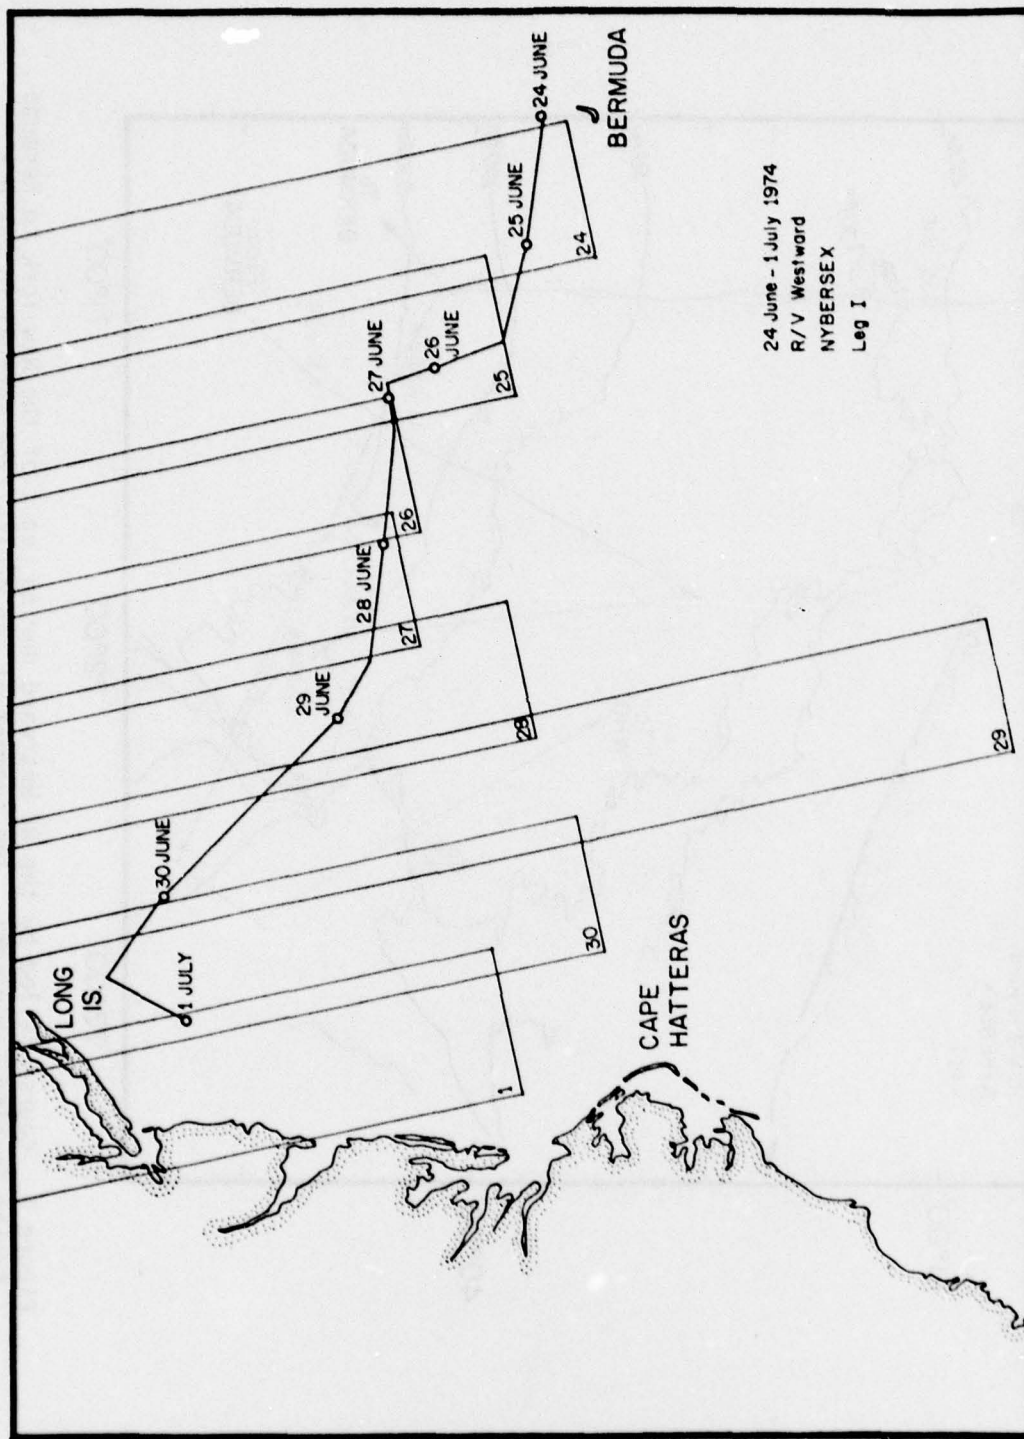 LONG
IS.
1 JULY
30 JUNE
29
JUNE
28 JUNE
27 JUNE
26
JUNE
25 JUNE
24 JUNE
BERMUDA
24
25
26
27
28
29
30
1
CAPE
HATTERAS
24 June - 1 July 1974
R/V Westward
NYBERSEX
Leg I